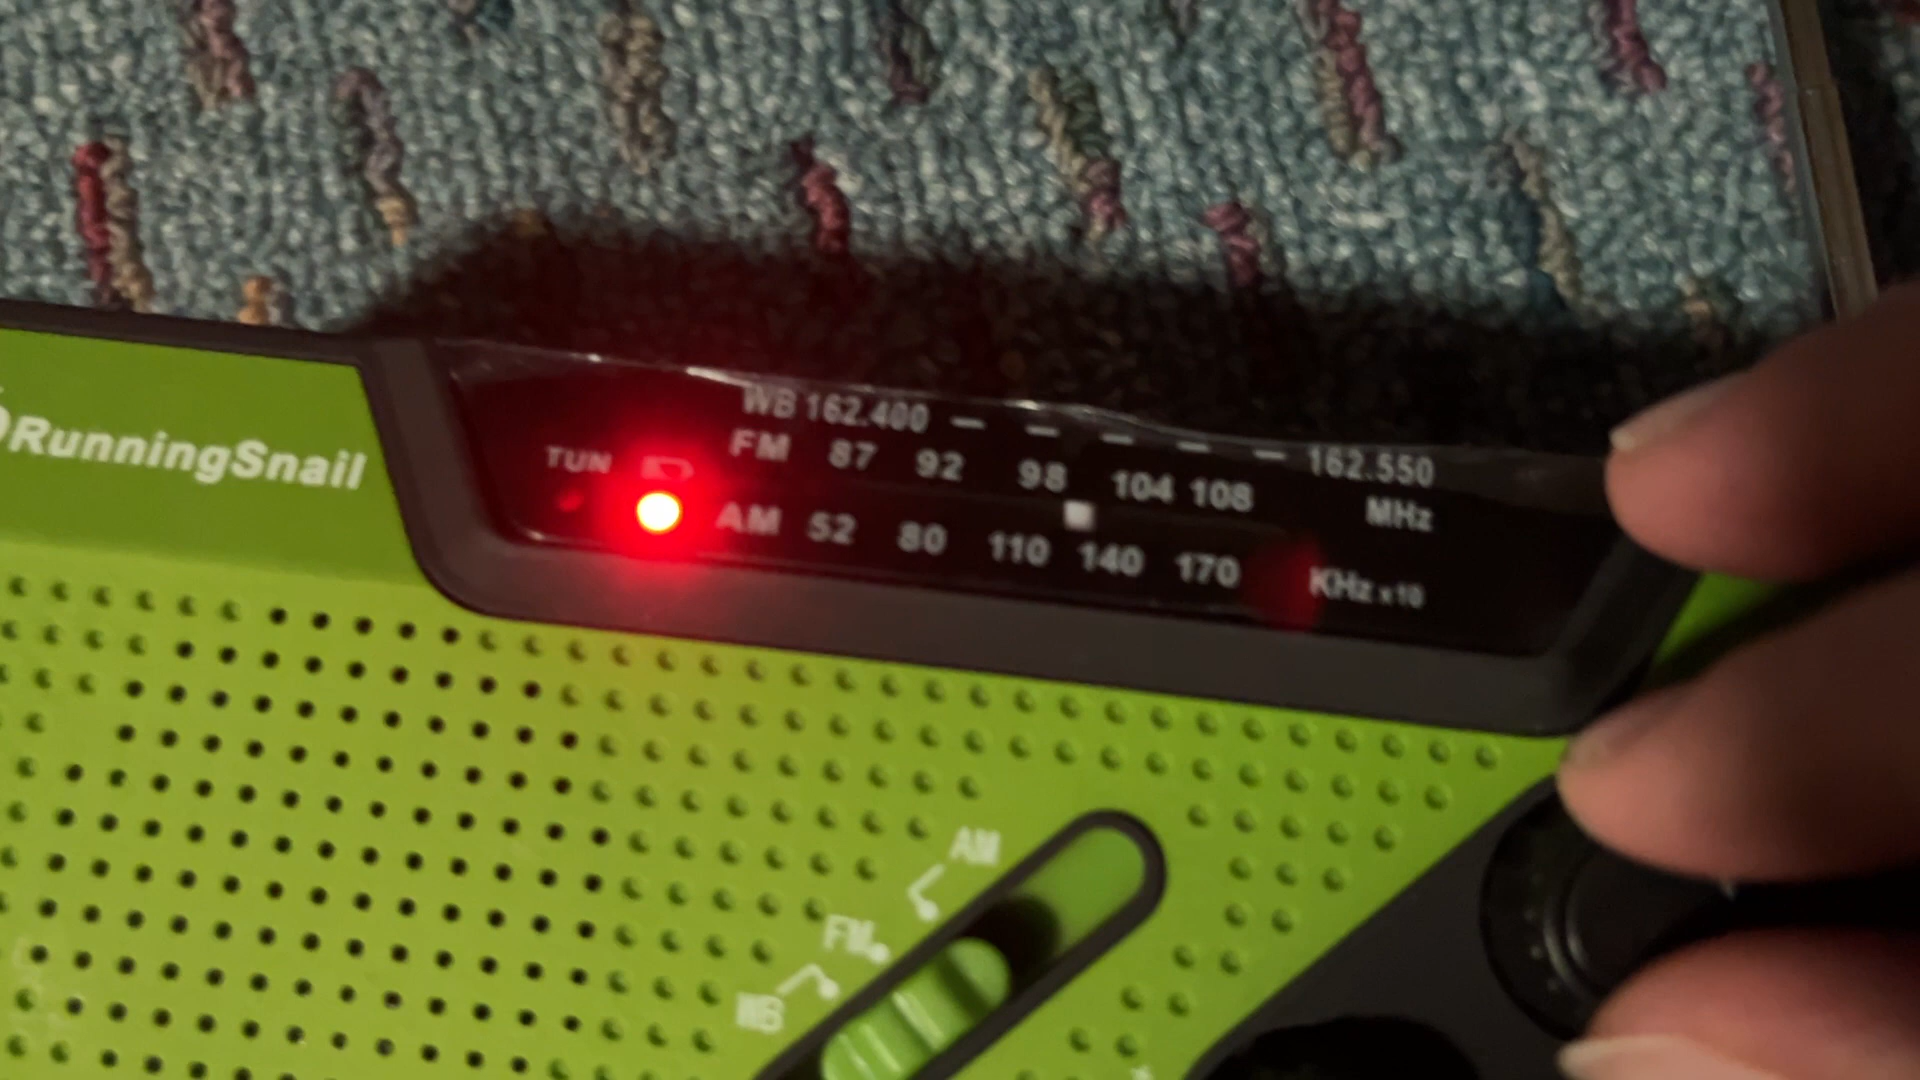 RunningSnail
TUN
WB 162.400 – – – – – 162.550
FM 87 92 98 104 108 MHz
AM 52 80 110 140 170 KHz x10
AM
FM
WB